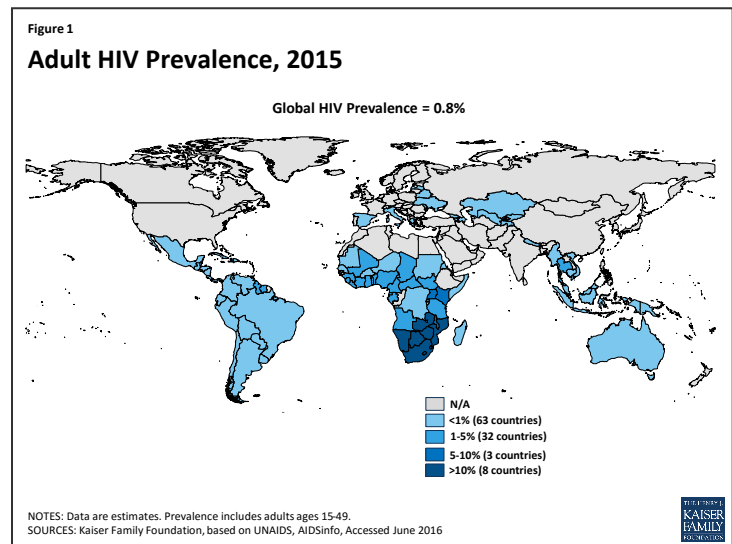 Figure 1
Adult HIV Prevalence, 2015
Global HIV Prevalence = 0.8%
N/A
<1% (63 countries)
1-5% (32 countries)
5-10% (3 countries)
>10% (8 countries)
NOTES: Data are estimates. Prevalence includes adults ages 15-49.
SOURCES: Kaiser Family Foundation, based on UNAIDS, AIDSinfo, Accessed June 2016
THE HENRY J.
KAISER
FAMILY
FOUNDATION